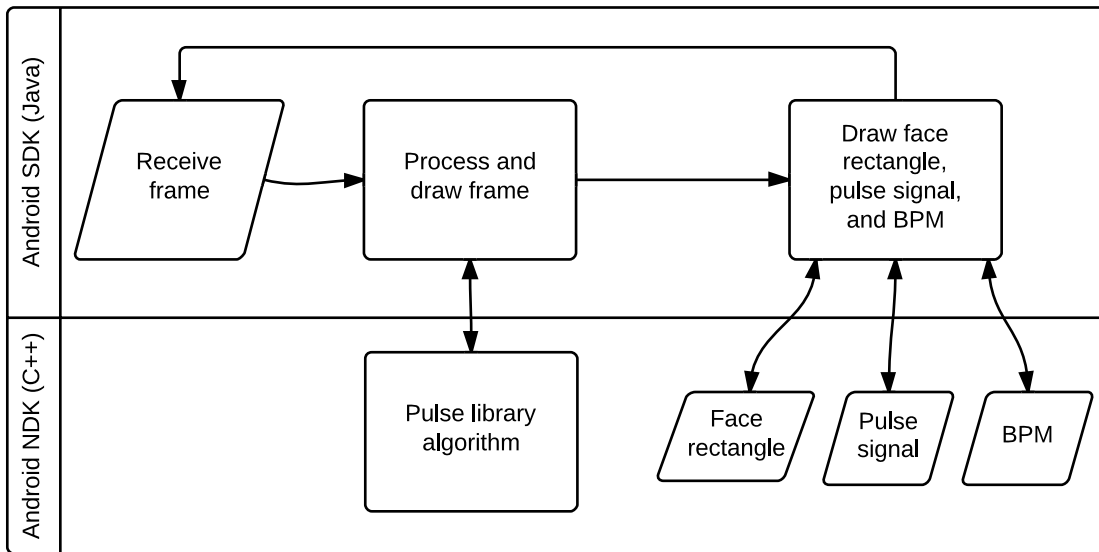 Android SDK (Java)
Receive
frame
Process and
draw frame
Draw face
rectangle,
pulse signal,
and BPM
Android NDK (C++)
Pulse library
algorithm
Face
rectangle
Pulse
signal
BPM